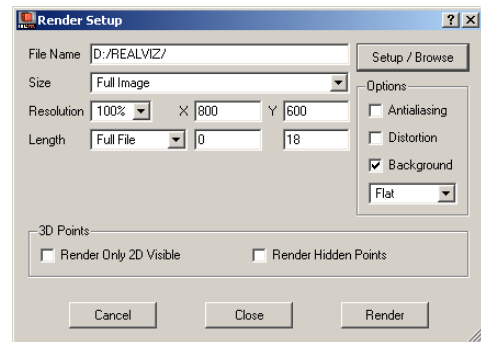 Render Setup
File Name D:/REALVIZ/ Setup / Browse
Size Full Image
Options
Resolution 100% X 800 Y 600
Antialiasing
Length Full File 0 18
Distortion
Background
Flat
3D Points
Render Only 2D Visible Render Hidden Points
Cancel Close Render